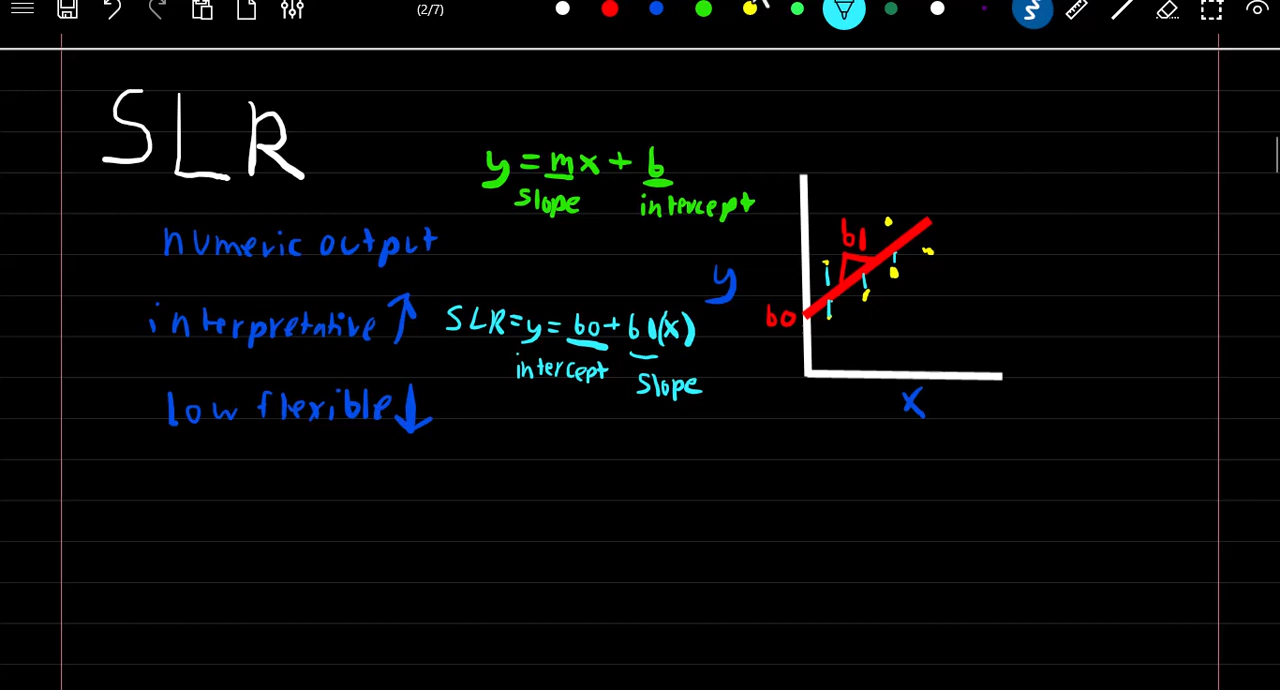 (2/7)
SLR
y = mx + b
slope
intercept
numeric output
interpretative ↑
low flexible ↓
SLR = y = b0 + b1(x)
intercept
slope
y
b1
b0
x